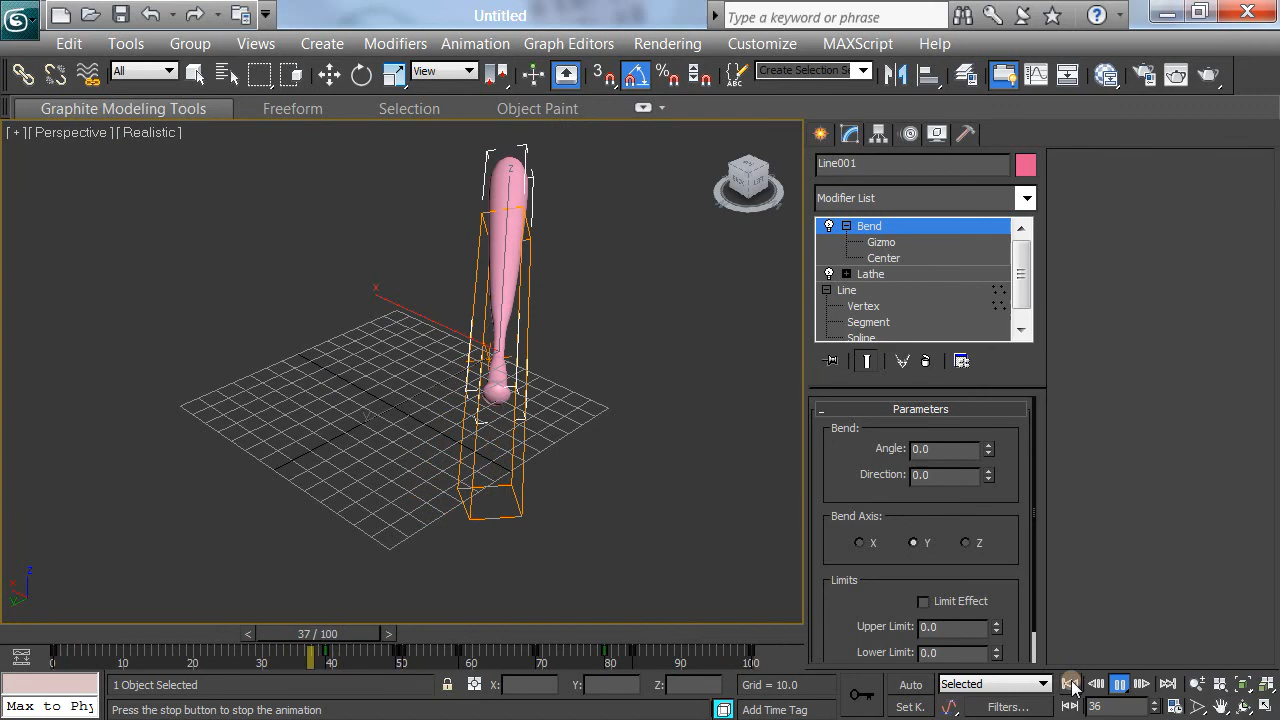 Untitled
Type a keyword or phrase
Edit Tools Group Views Create Modifiers Animation Graph Editors Rendering Customize MAXScript Help
All View 3 % ABC Create Selection Se
Graphite Modeling Tools Freeform Selection Object Paint
[ + ][ Perspective ][ Realistic ]
Line001
Modifier List
Bend
Gizmo
Center
Lathe
Line
Vertex
Segment
Spline
Parameters
Bend:
Angle: 0.0
Direction: 0.0
Bend Axis:
X Y Z
Limits
Limit Effect
Upper Limit: 0.0
Lower Limit: 0.0
z
x
z
x
y
< 37 / 100 >
0 10 20 30 40 50 60 70 80 90 100
1 Object Selected X: Y: Z: Grid = 10.0 Auto Selected
Max to Phy Press the stop button to stop the animation Add Time Tag Set K. Filters... 36